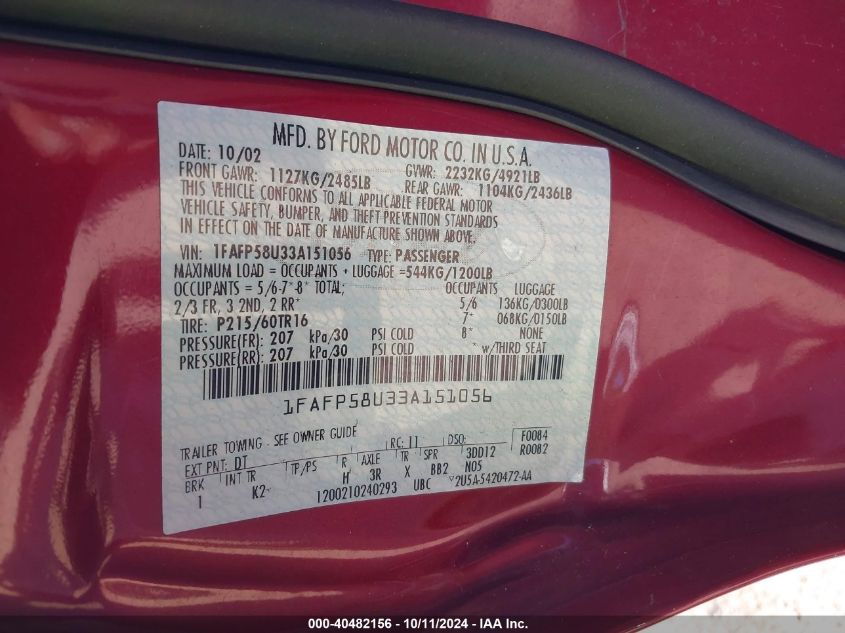 MFD. BY FORD MOTOR CO. IN U.S.A.
DATE: 10/02 GVWR: 2232KG/4921LB
FRONT GAWR: 1127KG/2485LB REAR GAWR: 1104KG/2436LB
THIS VEHICLE CONFORMS TO ALL APPLICABLE FEDERAL MOTOR
VEHICLE SAFETY, BUMPER, AND THEFT PREVENTION STANDARDS
IN EFFECT ON THE DATE OF MANUFACTURE SHOWN ABOVE.
VIN: 1FAFP58U33A151056 TYPE: PASSENGER
MAXIMUM LOAD = OCCUPANTS + LUGGAGE =544KG/1200LB
OCCUPANTS = 5/6-7*-8* TOTAL; OCCUPANTS LUGGAGE
2/3 FR, 3 2ND, 2 RR* 5/6 136KG/0300LB
TIRE: P215/60TR16 7* 068KG/0150LB
PRESSURE(FR) 207 kPa/30 PSI COLD 8* NONE
PRESSURE(RR) 207 kPa/30 PSI COLD * w/THIRD SEAT
1FAFP58U33A151056
TRAILER TOWING - SEE OWNER GUIDE
EXT PNT: DT RC: 11 DSO: F0084
R0082
BRK INT TR TP/PS R AXLE TR SPR 3DD12
1 K2 H 3R X BB2 N05
1200210240293 UBC 2U5A-5420472-AA
000-40482156 - 10/11/2024 - IAA Inc.